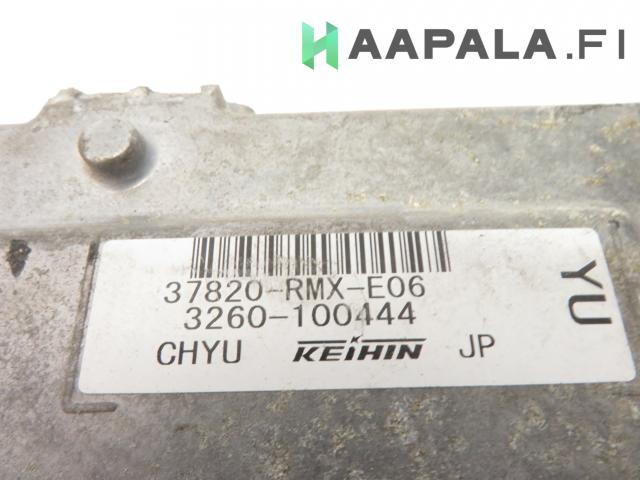 HAAPALA.FI
37820-RMX-E06
3260-100444
CHYU KEIHIN JP
YU